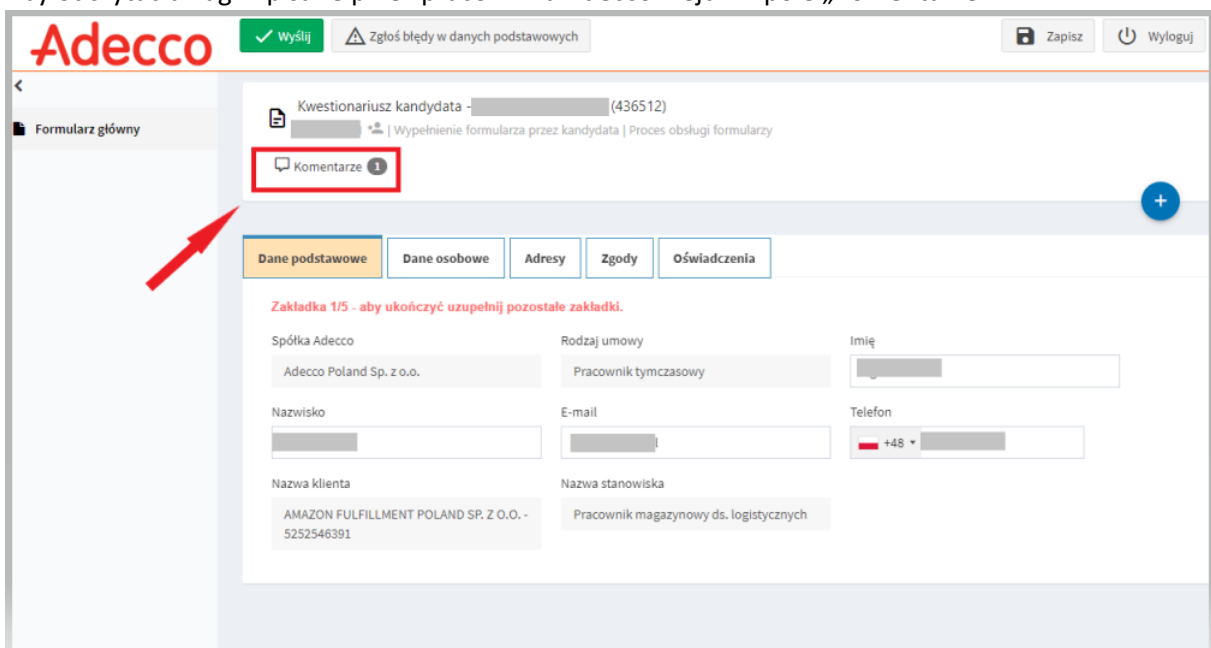 Adecco
Wyślij
Zgłoś błędy w danych podstawowych
Zapisz
Wyloguj
Formularz główny
Kwestionariusz kandydata - (436512)
| Wypełnienie formularza przez kandydata | Proces obsługi formularzy
Komentarze 1
+
Dane podstawowe Dane osobowe Adresy Zgody Oświadczenia
Zakładka 1/5 - aby ukończyć uzupełnij pozostałe zakładki.
Spółka Adecco Rodzaj umowy Imię
Adecco Poland Sp. z o.o. Pracownik tymczasowy
Nazwisko E-mail Telefon
+48
Nazwa klienta Nazwa stanowiska
AMAZON FULFILLMENT POLAND SP. Z O.O. - Pracownik magazynowy ds. logistycznych
5252546391